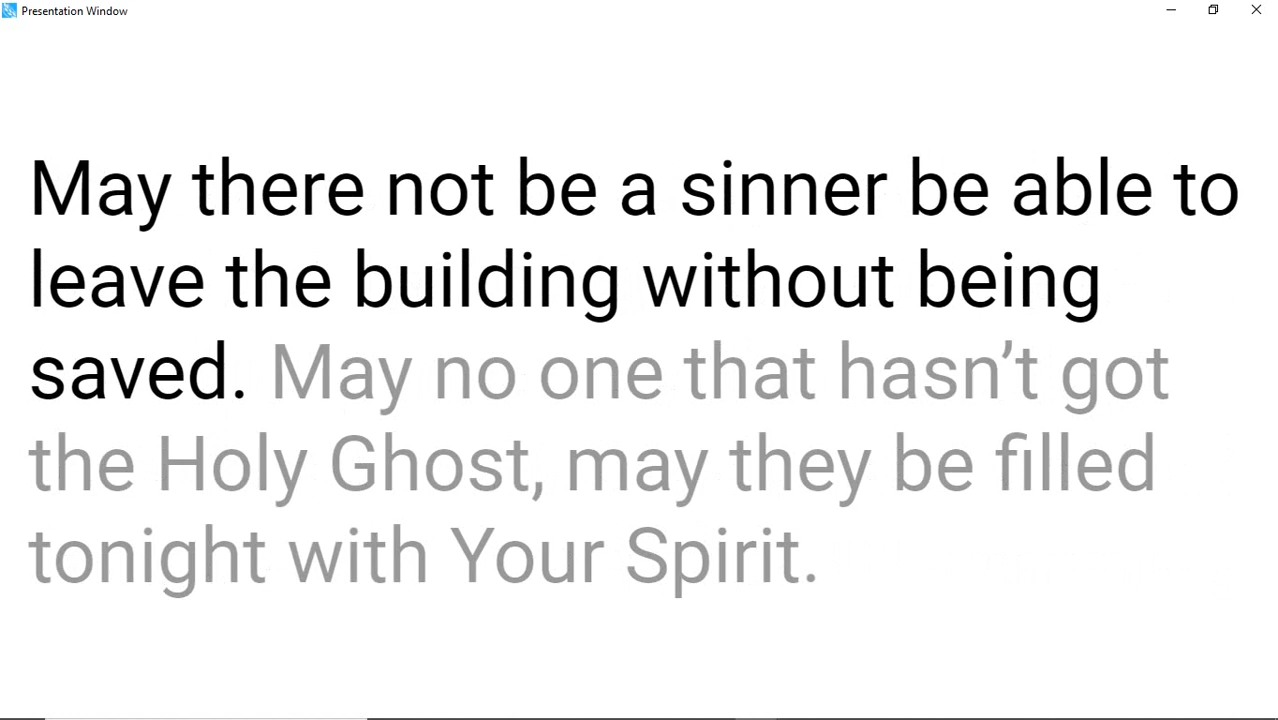 Presentation Window
May there not be a sinner be able to
leave the building without being
saved. May no one that hasn’t got
the Holy Ghost, may they be filled
tonight with Your Spirit.